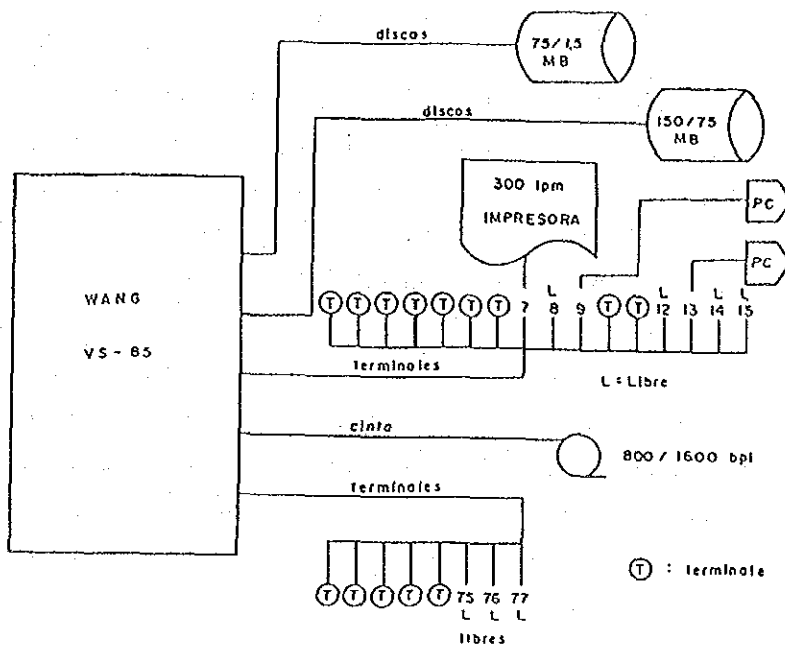 discos
75/1,5
MB
discos
150/75
MB
300 lpm
IMPRESORA
PC
PC
WANG
VS-85
T T T T T T T 7 L 8 9 T T L 12 13 L 14 L 15
terminales
L = Libre
cinta
800 / 1600 bpi
terminales
T T T T T 75 76 77
L L L
libres
T : terminale